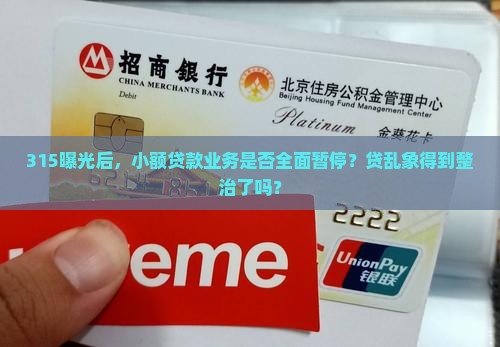 招商银行
CHINA MERCHANTS BANK
Debit
北京住房公积金管理中心
Beijing Housing Fund Management Center
Platinum
金葵花卡
315曝光后，小额贷款业务是否全面暂停？贷乱象得到整
治了吗？
2222
eme
UnionPay
银联